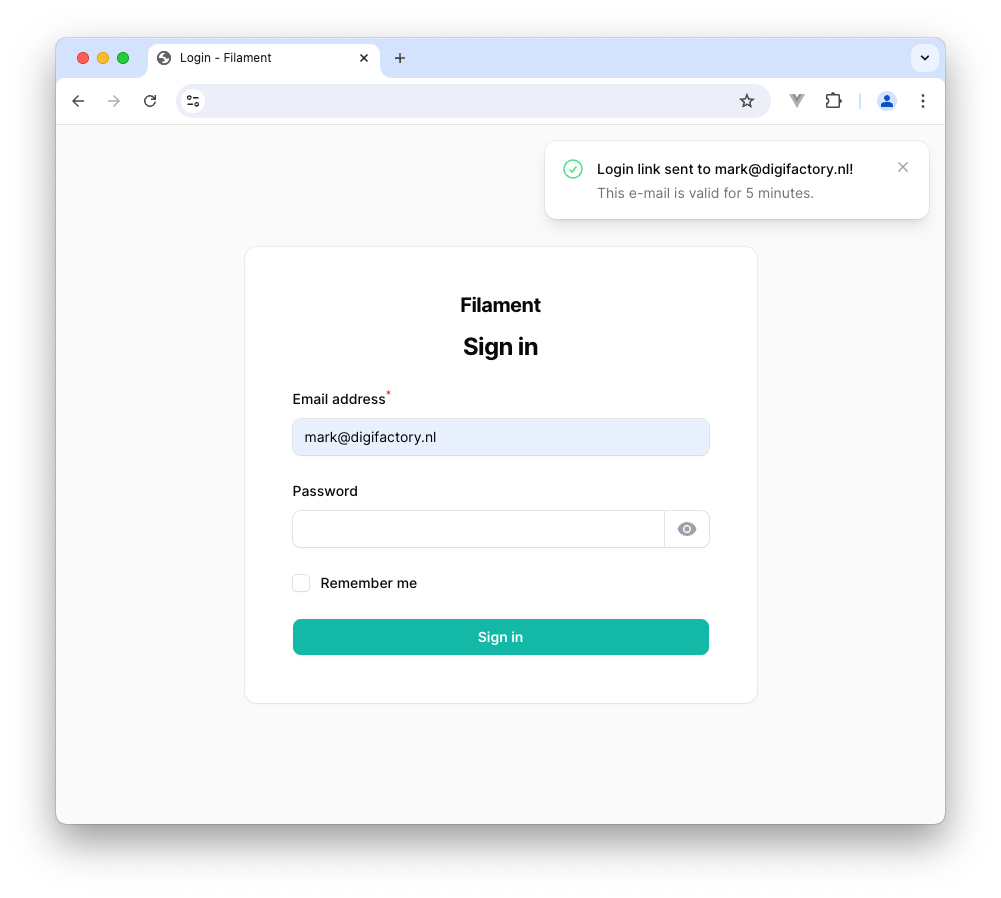 Login - Filament
Login link sent to mark@digifactory.nl!
This e-mail is valid for 5 minutes.
Filament
Sign in
Email address*
mark@digifactory.nl
Password
Remember me
Sign in